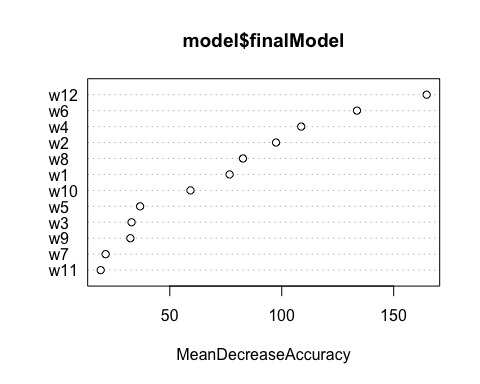 model$finalModel
w12
w6
w4
w2
w8
w1
w10
w5
w3
w9
w7
w11
50 100 150
MeanDecreaseAccuracy